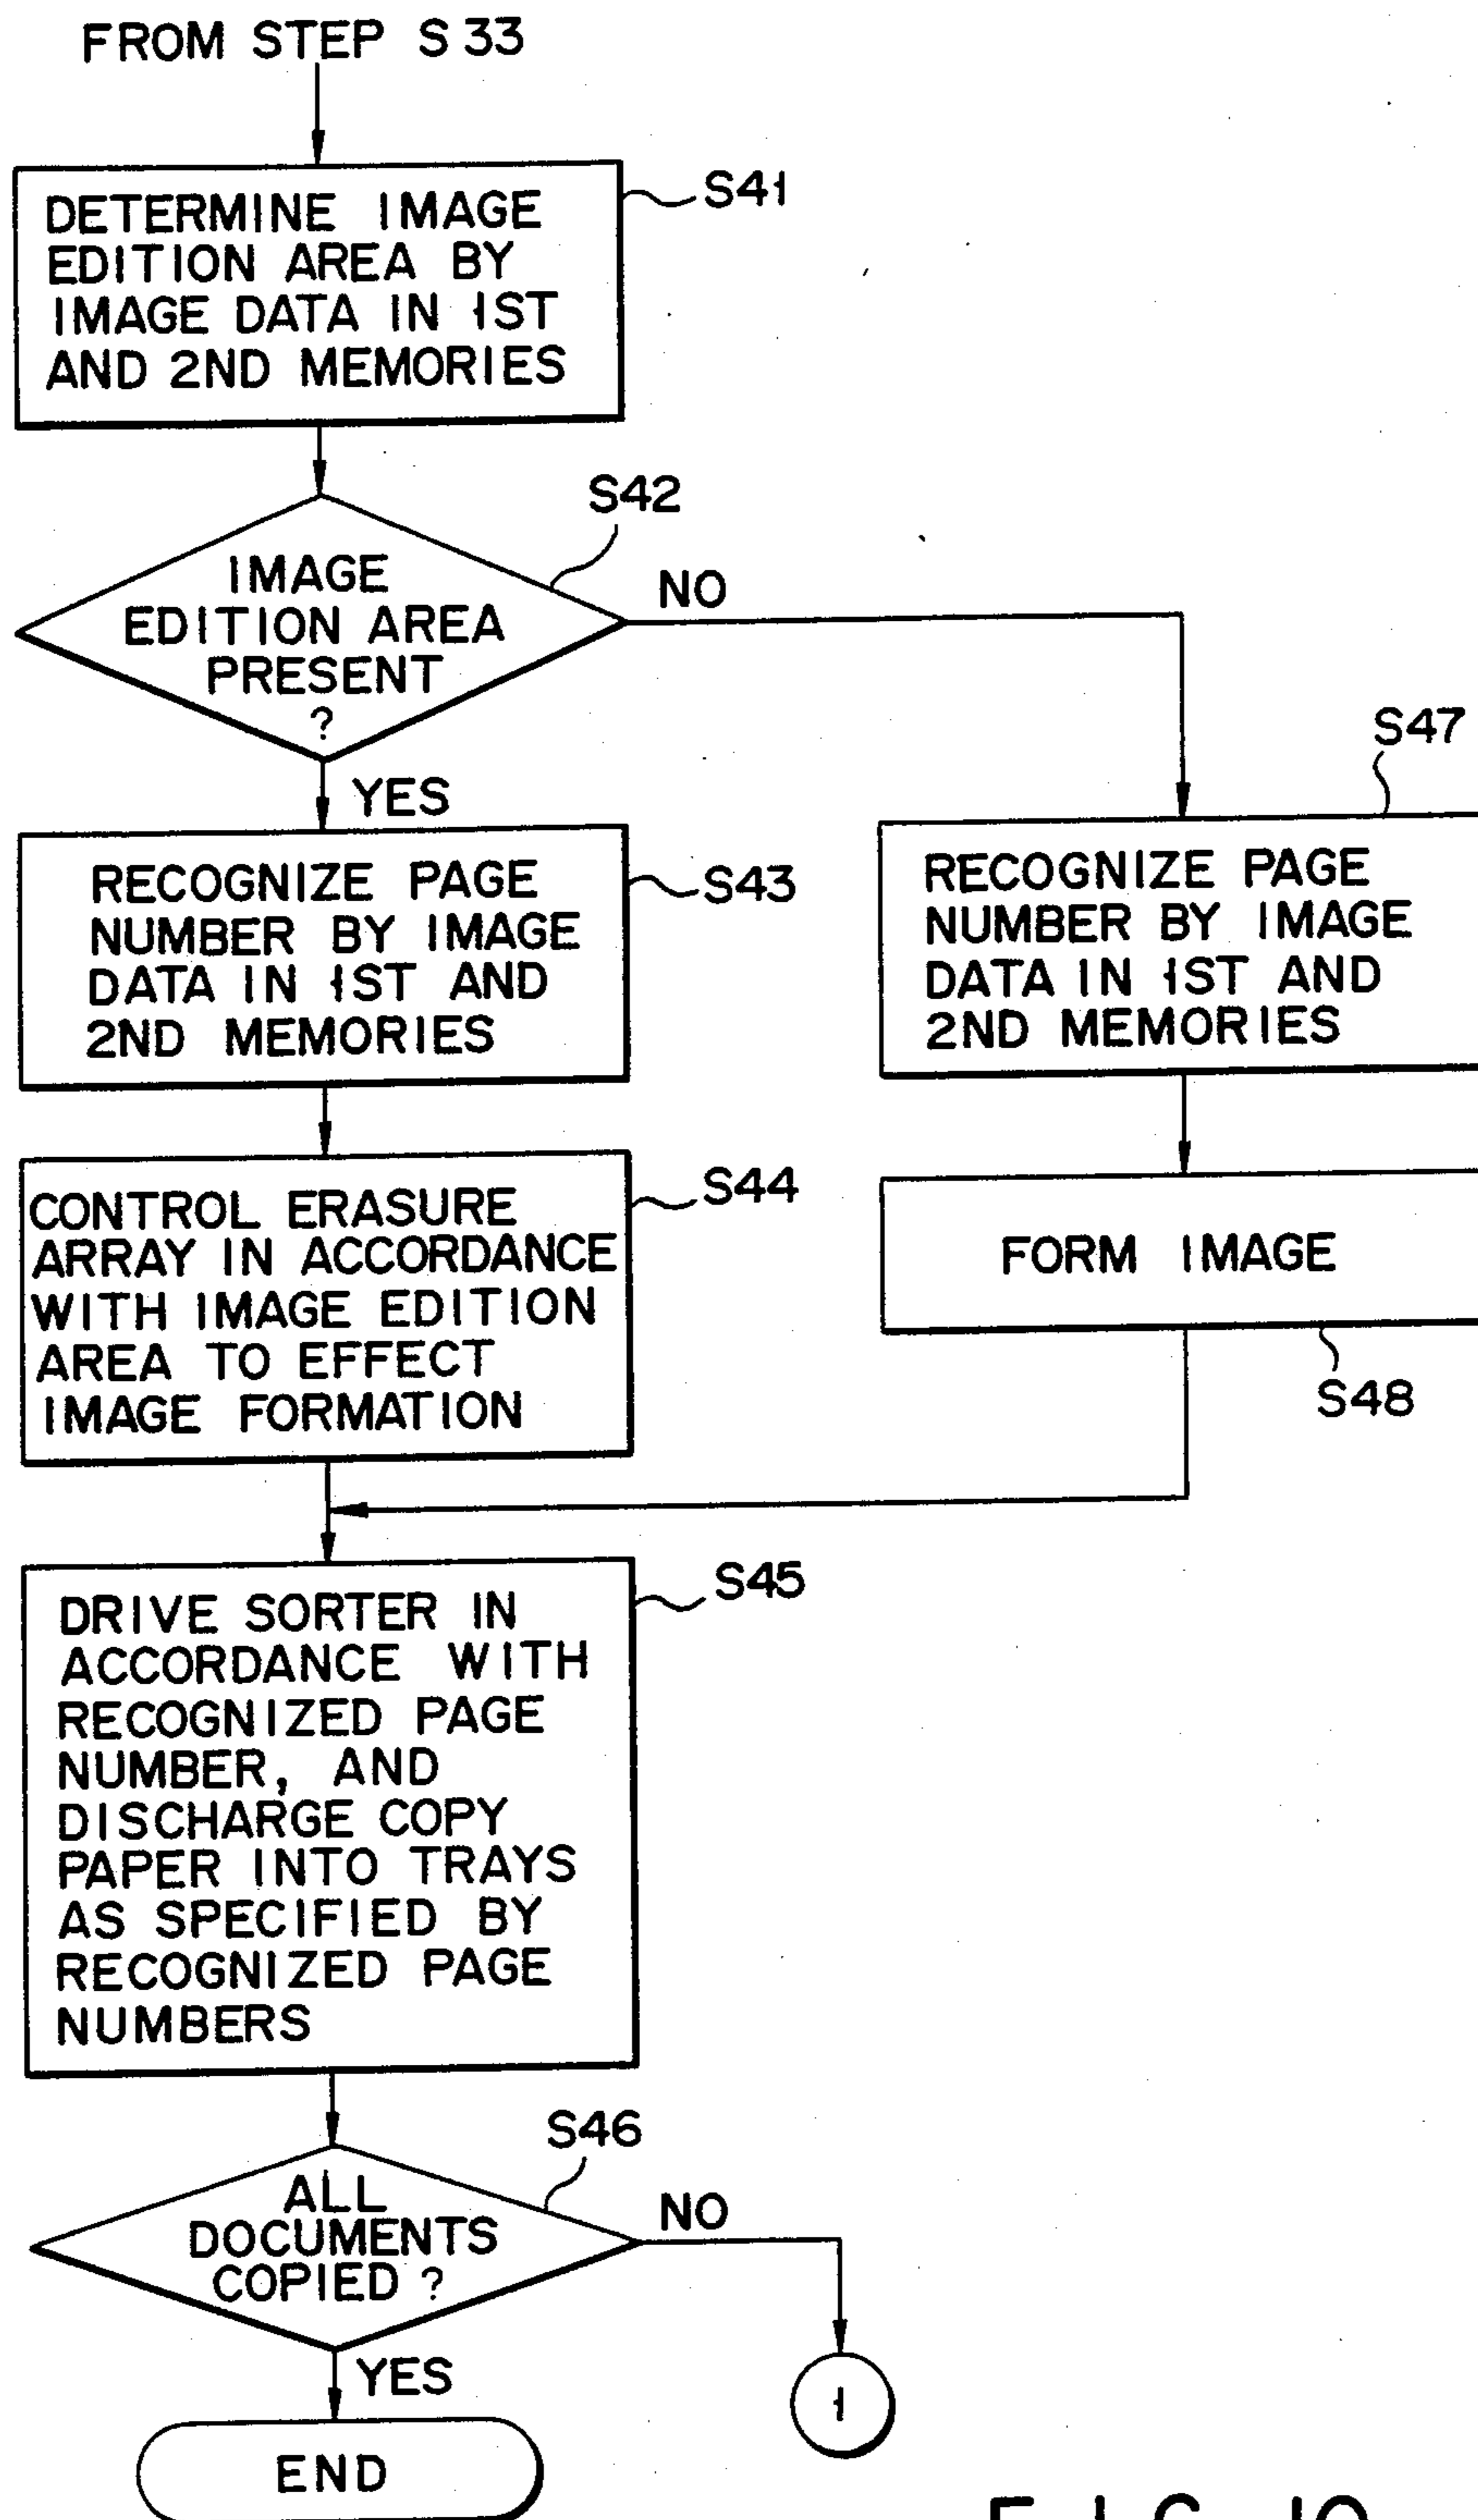 FROM STEP S33
DETERMINE IMAGE
EDITION AREA BY
IMAGE DATA IN 1ST
AND 2ND MEMORIES
S41
IMAGE
EDITION AREA
PRESENT
?
S42
NO
YES
RECOGNIZE PAGE
NUMBER BY IMAGE
DATA IN 1ST AND
2ND MEMORIES
S43
RECOGNIZE PAGE
NUMBER BY IMAGE
DATA IN 1ST AND
2ND MEMORIES
S47
CONTROL ERASURE
ARRAY IN ACCORDANCE
WITH IMAGE EDITION
AREA TO EFFECT
IMAGE FORMATION
S44
FORM IMAGE
S48
DRIVE SORTER IN
ACCORDANCE WITH
RECOGNIZED PAGE
NUMBER, AND
DISCHARGE COPY
PAPER INTO TRAYS
AS SPECIFIED BY
RECOGNIZED PAGE
NUMBERS
S45
ALL
DOCUMENTS
COPIED ?
S46
NO
YES
1
END